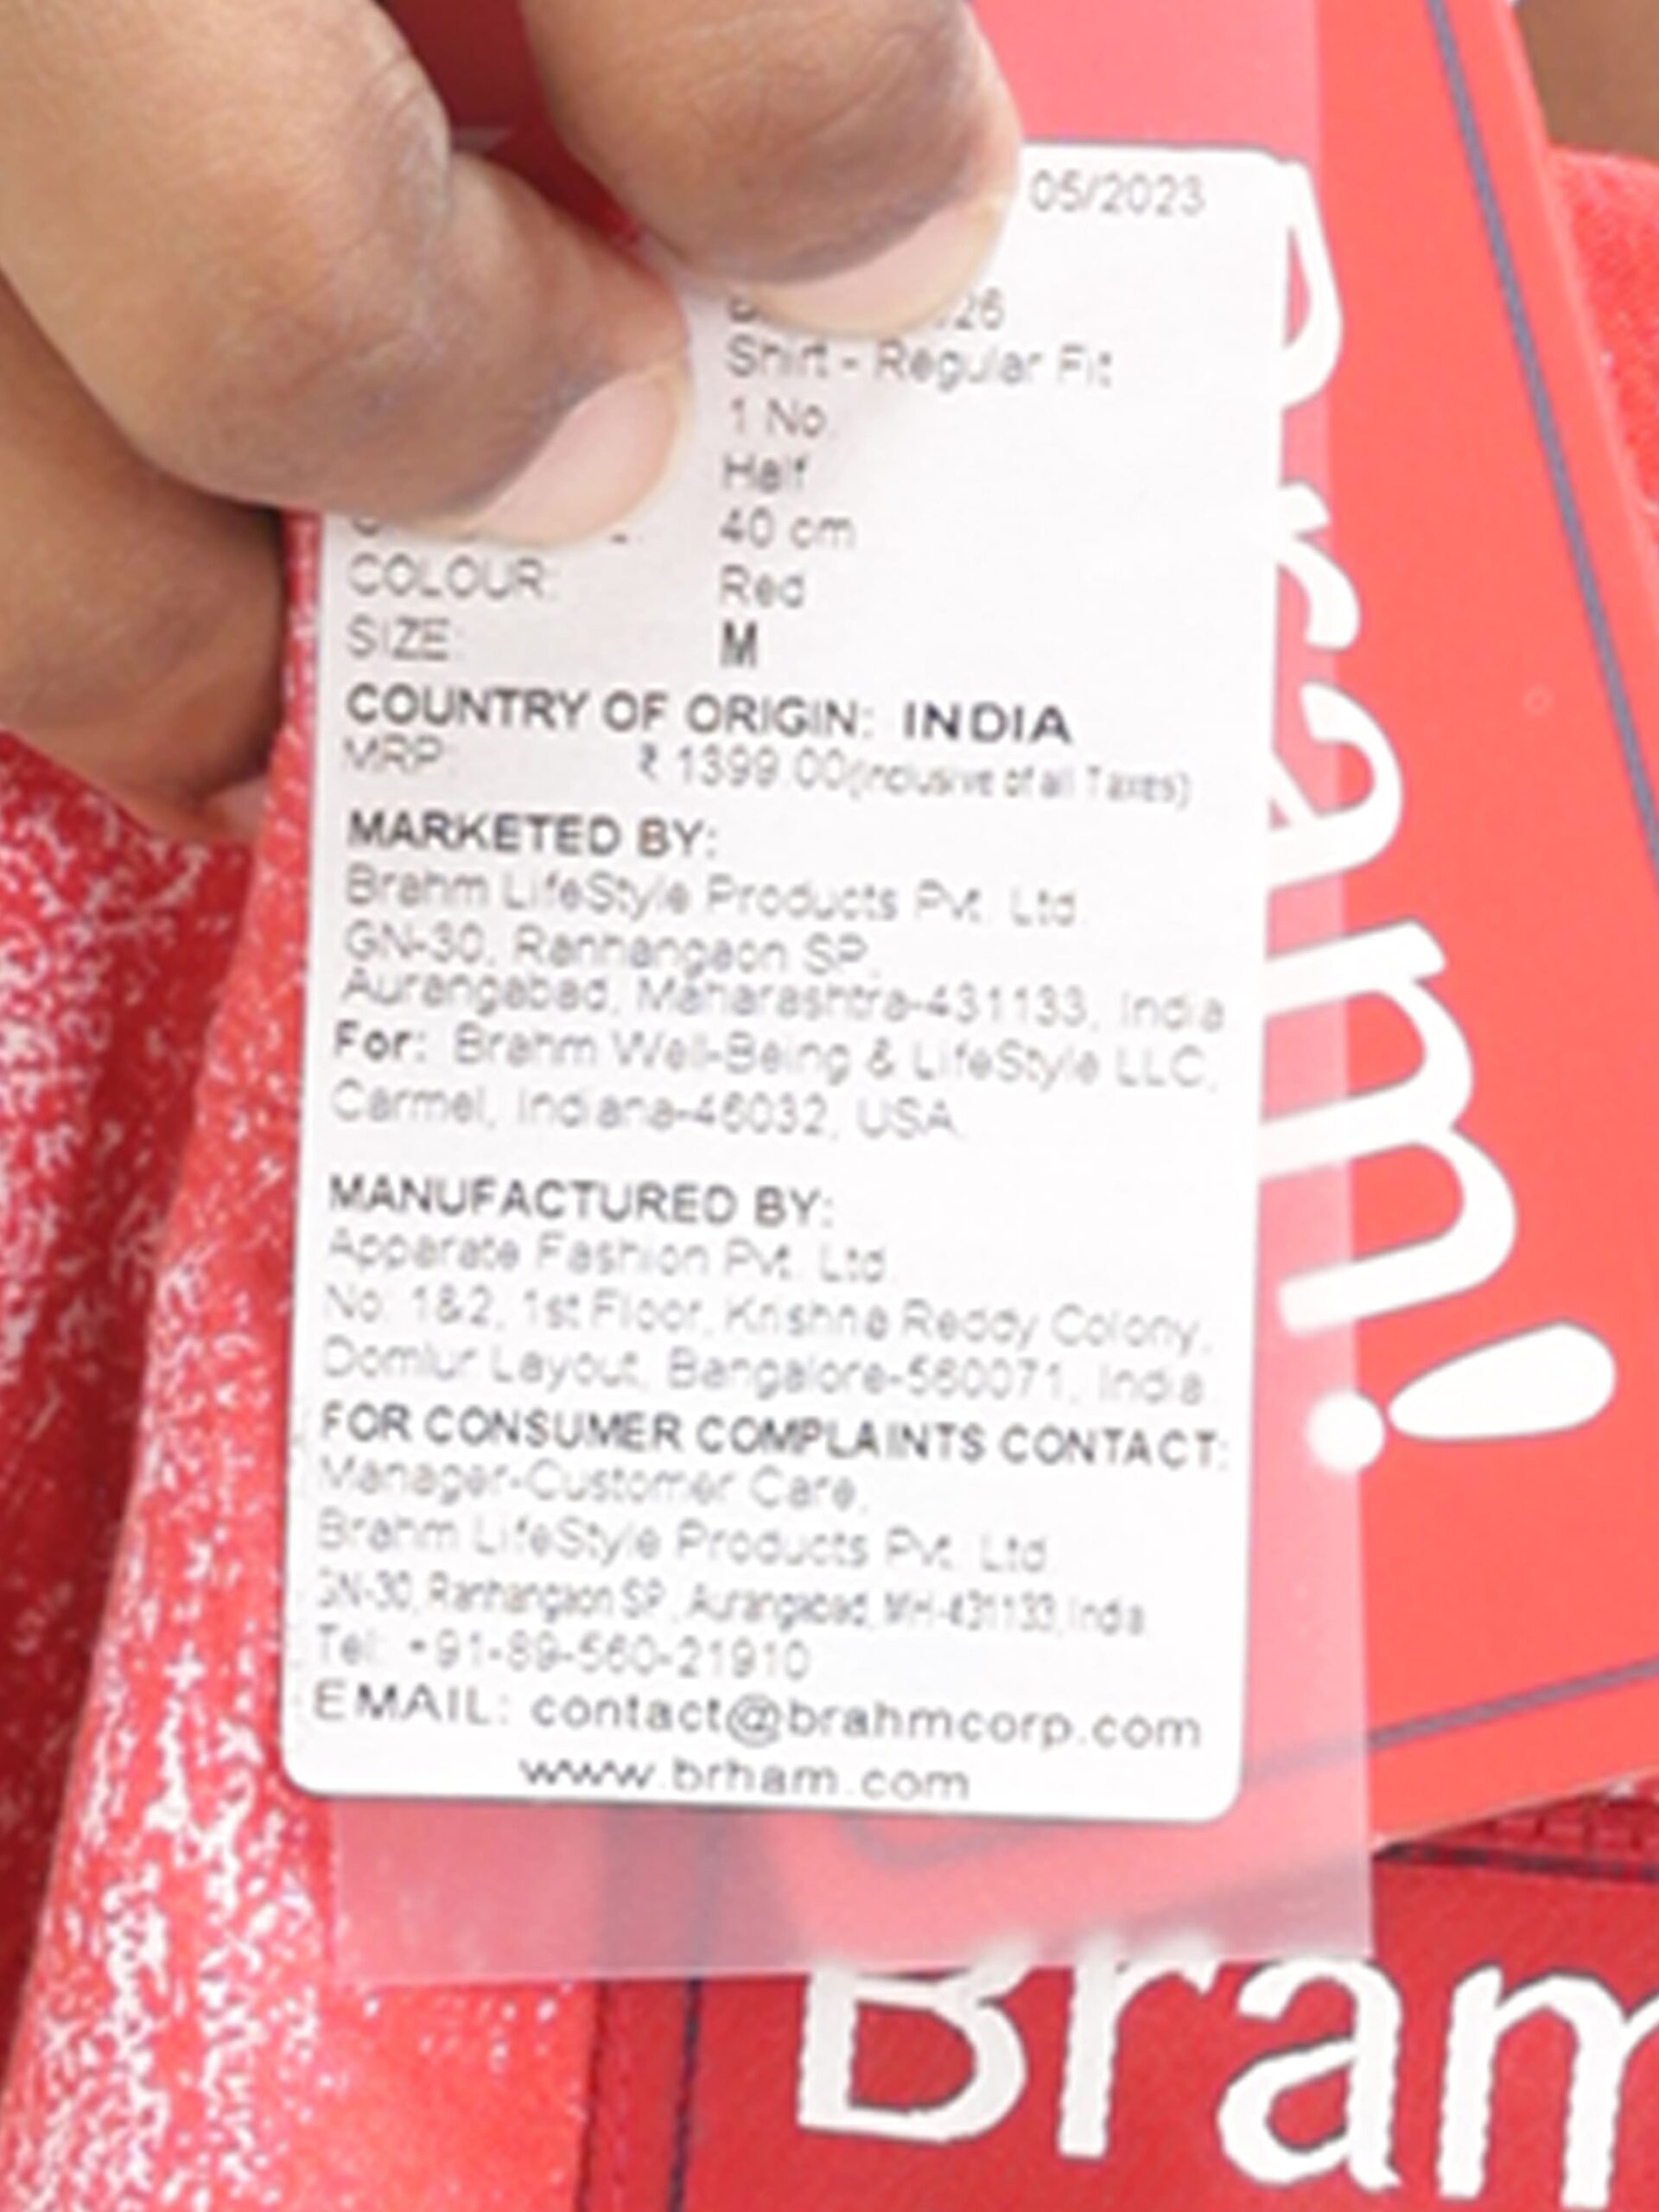 05/2023
26
Shirt - Regular Fit
1 No.
Half
40 cm
COLOUR: Red
SIZE: M
COUNTRY OF ORIGIN: INDIA
MRP: ₹ 1399.00(Inclusive of all Taxes)
MARKETED BY:
Brahm LifeStyle Products Pvt. Ltd.
GN-30, Ranhangaon SP,
Aurangabad, Maharashtra-431133, India
For: Brahm Well-Being & LifeStyle LLC,
Carmel, Indiana-46032, USA.
MANUFACTURED BY:
Apparate Fashion Pvt. Ltd.
No. 1&2, 1st Floor, Krishna Reddy Colony,
Domlur Layout, Bangalore-560071, India
FOR CONSUMER COMPLAINTS CONTACT:
Manager-Customer Care,
Brahm LifeStyle Products Pvt. Ltd.
GN-30, Ranhangaon SP., Aurangabad, MH-431133, India.
Tel: +91-89-560-21910
EMAIL: contact@brahmcorp.com
www.brham.com
Bram!
Bram